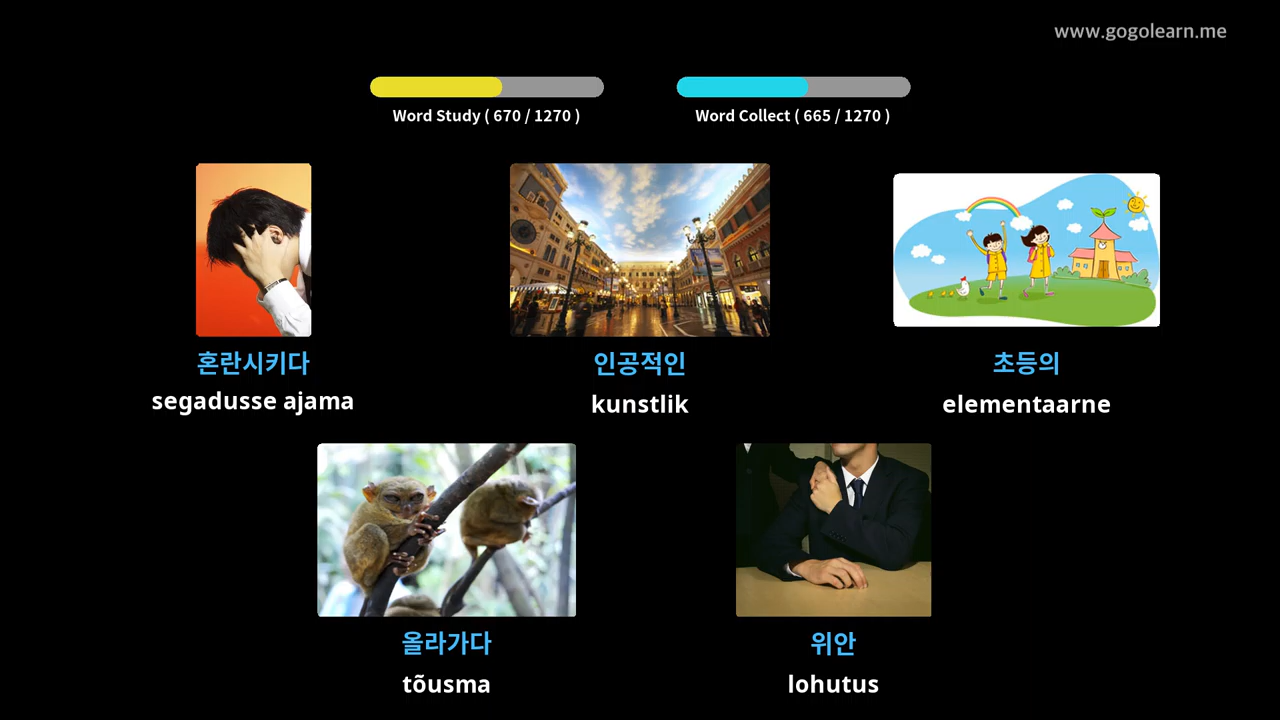 www.gogolearn.me
Word Study ( 670 / 1270 )
Word Collect ( 665 / 1270 )
혼란시키다
segadusse ajama
인공적인
kunstlik
초등의
elementaarne
올라가다
tõusma
위안
lohutus